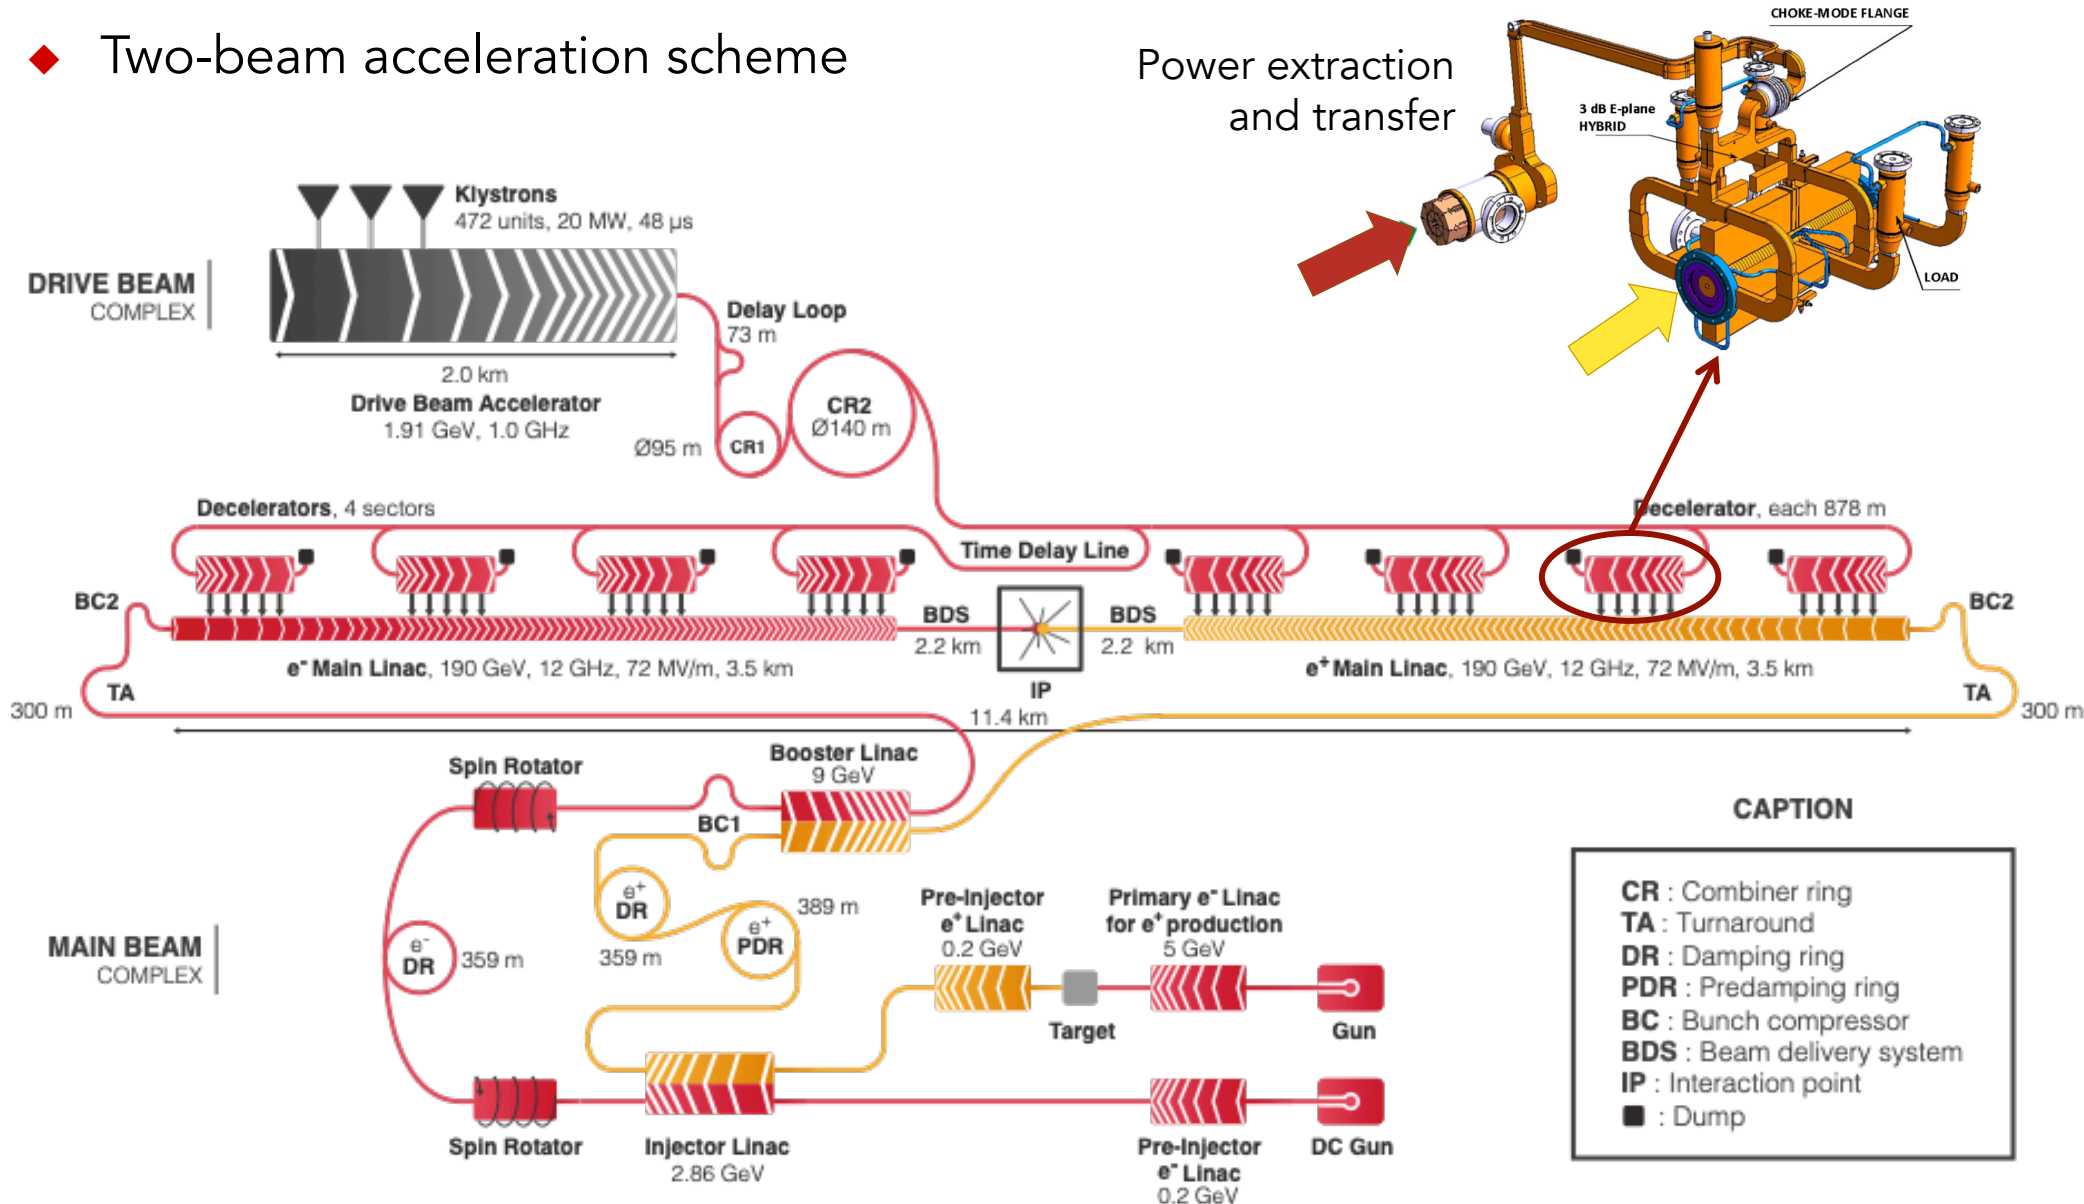 Two-beam acceleration scheme
Power extraction
and transfer
CHOKE-MODE FLANGE
3 dB E-plane
HYBRID
LOAD
Klystrons
472 units, 20 MW, 48 µs
DRIVE BEAM
COMPLEX
2.0 km
Drive Beam Accelerator
1.91 GeV, 1.0 GHz
Delay Loop
73 m
CR2
Ø140 m
Ø95 m
CR1
Decelerators, 4 sectors
Decelerator, each 878 m
Time Delay Line
BC2
BDS
2.2 km
BDS
2.2 km
BC2
e⁻ Main Linac, 190 GeV, 12 GHz, 72 MV/m, 3.5 km
IP
e⁺ Main Linac, 190 GeV, 12 GHz, 72 MV/m, 3.5 km
TA
300 m
TA
300 m
11.4 km
Spin Rotator
Booster Linac
9 GeV
BC1
MAIN BEAM
COMPLEX
e⁻
DR
359 m
e⁺
DR
359 m
e⁺
PDR
389 m
Pre-Injector
e⁺ Linac
0.2 GeV
Primary e⁻ Linac
for e⁺ production
5 GeV
Target
Gun
Spin Rotator
Injector Linac
2.86 GeV
Pre-Injector
e⁻ Linac
0.2 GeV
DC Gun
CAPTION
CR : Combiner ring
TA : Turnaround
DR : Damping ring
PDR : Predamping ring
BC : Bunch compressor
BDS : Beam delivery system
IP : Interaction point
: Dump